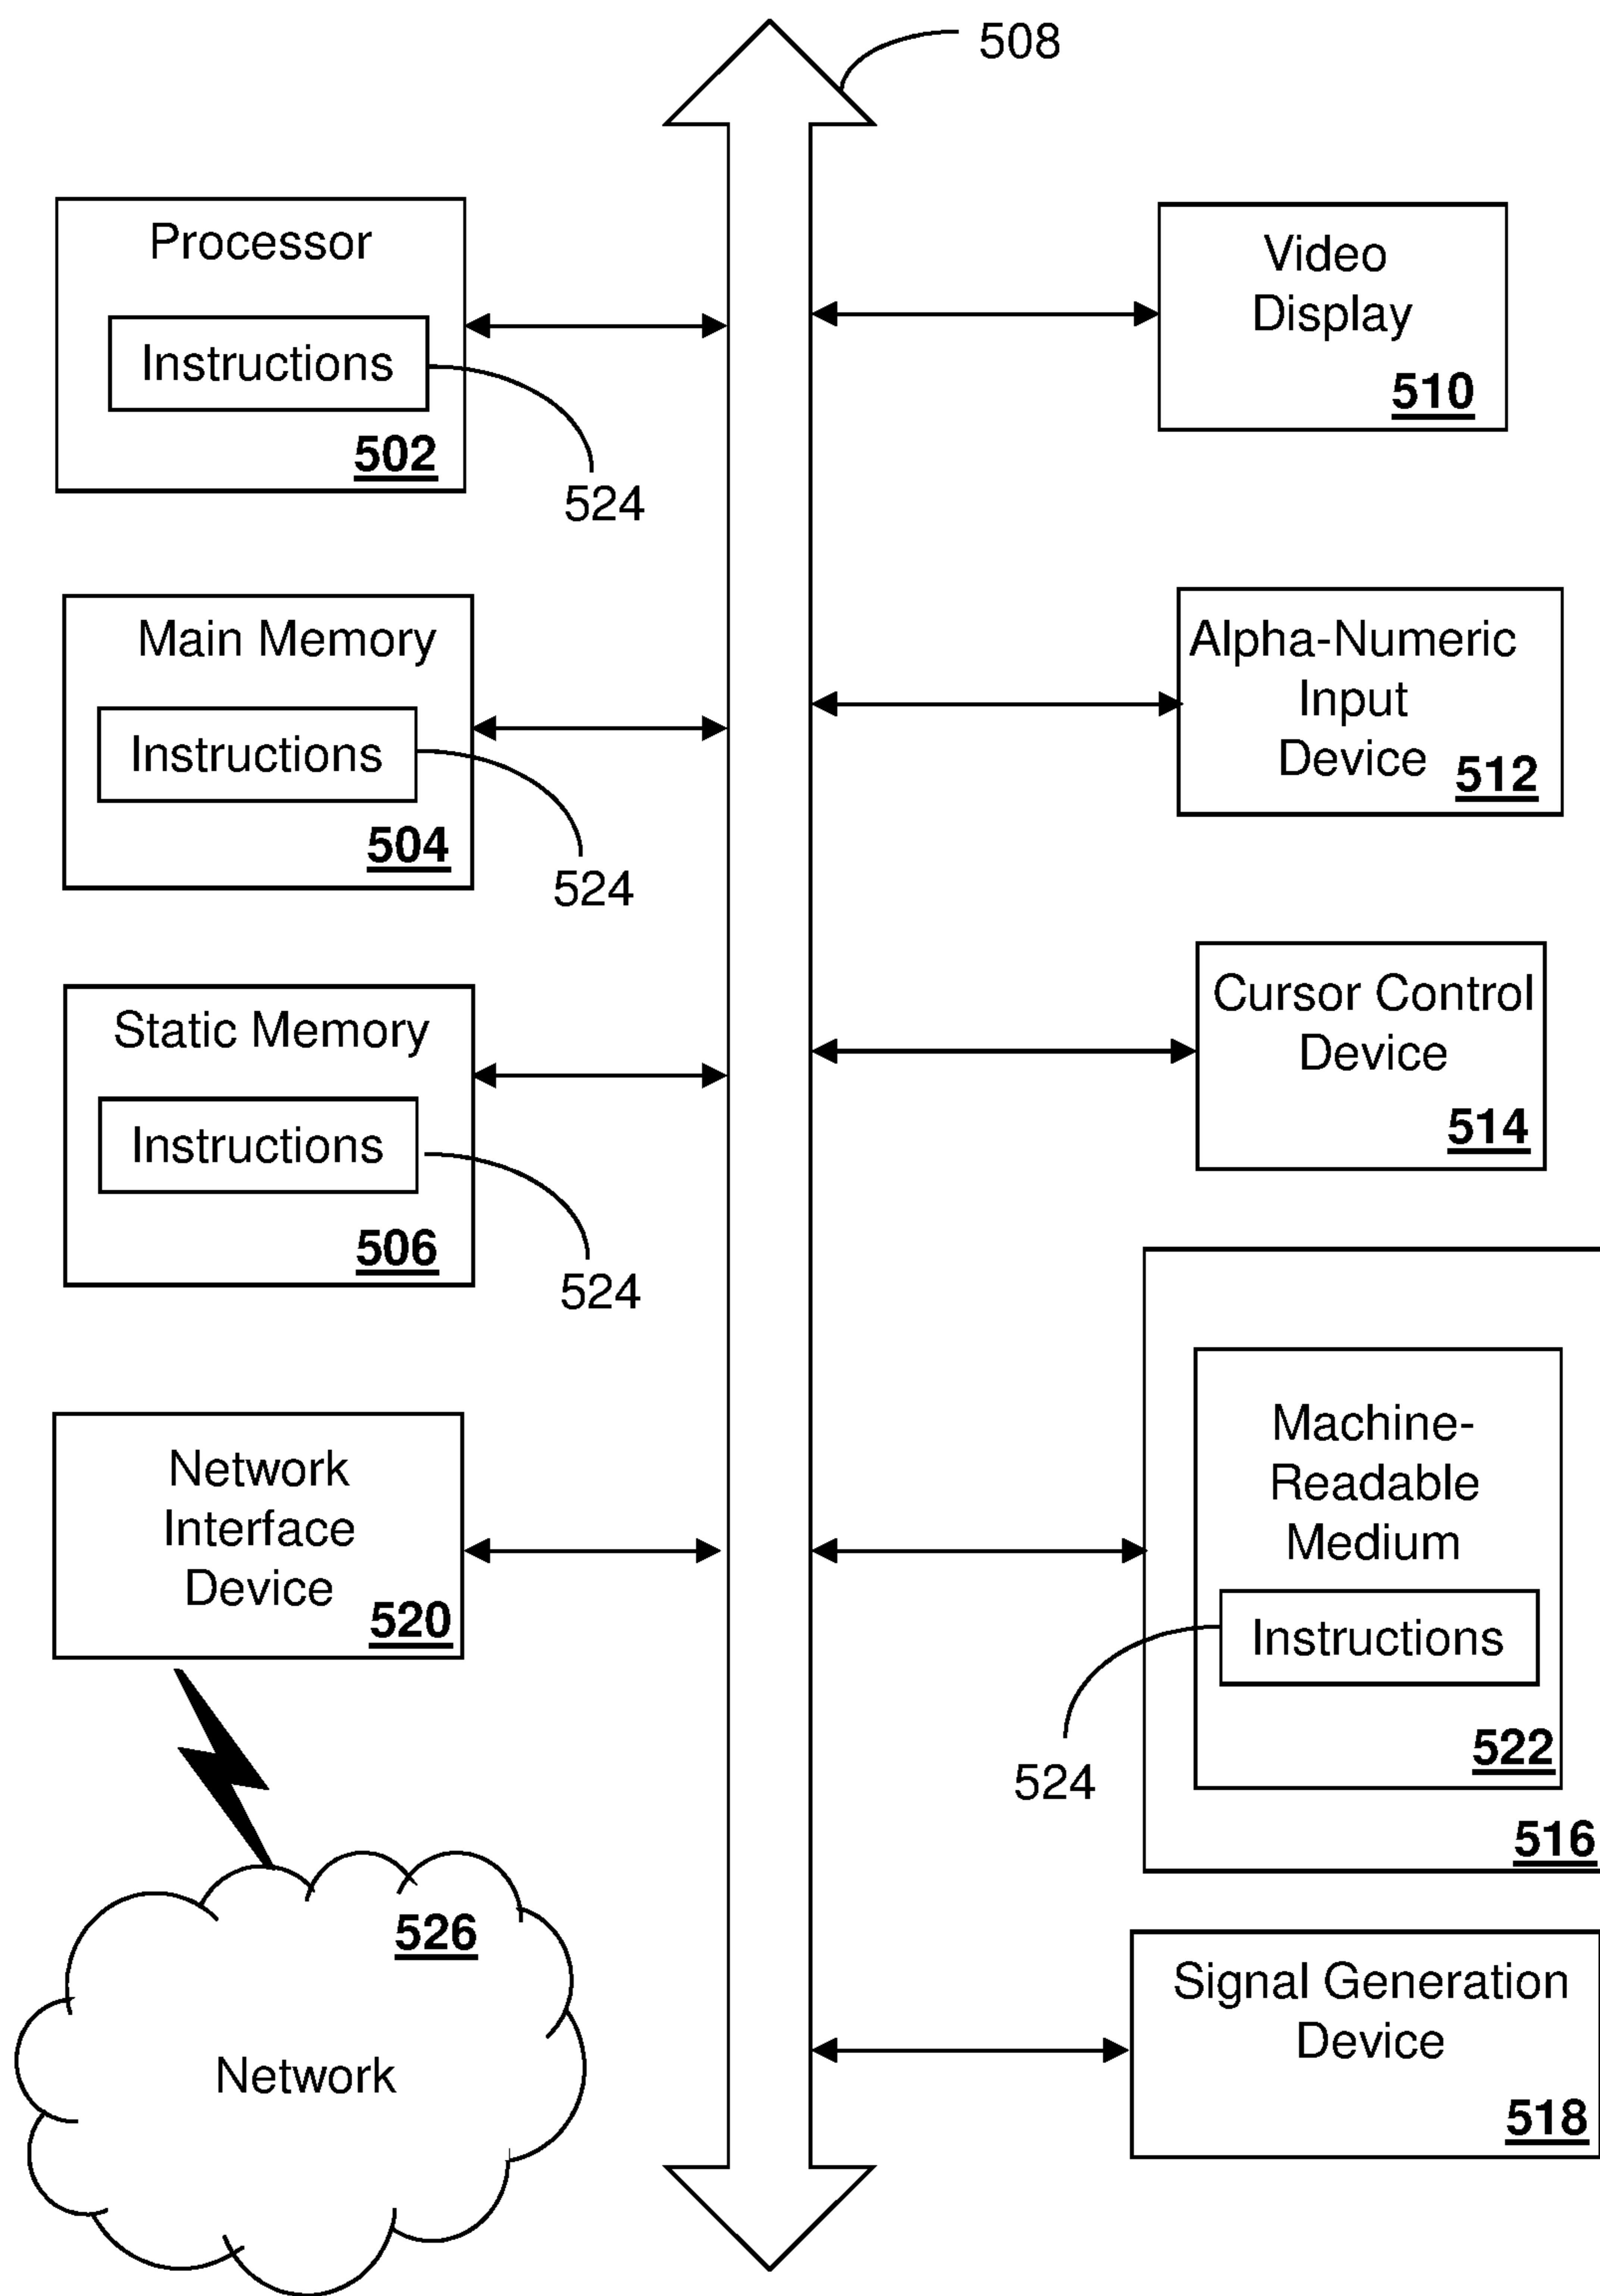 508
Processor
Instructions
502
524
Main Memory
Instructions
504
524
Static Memory
Instructions
506
524
Network
Interface
Device
520
526
Network
Video
Display
510
Alpha-Numeric
Input
Device
512
Cursor Control
Device
514
Machine-
Readable
Medium
Instructions
522
524
516
Signal Generation
Device
518